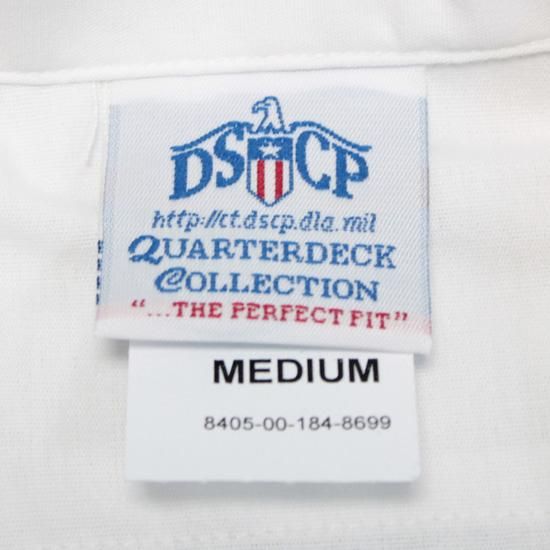 DSCP
http://ct.dscp.dla.mil
QUARTERDECK
COLLECTION
"...THE PERFECT FIT"
MEDIUM
8405-00-184-8699